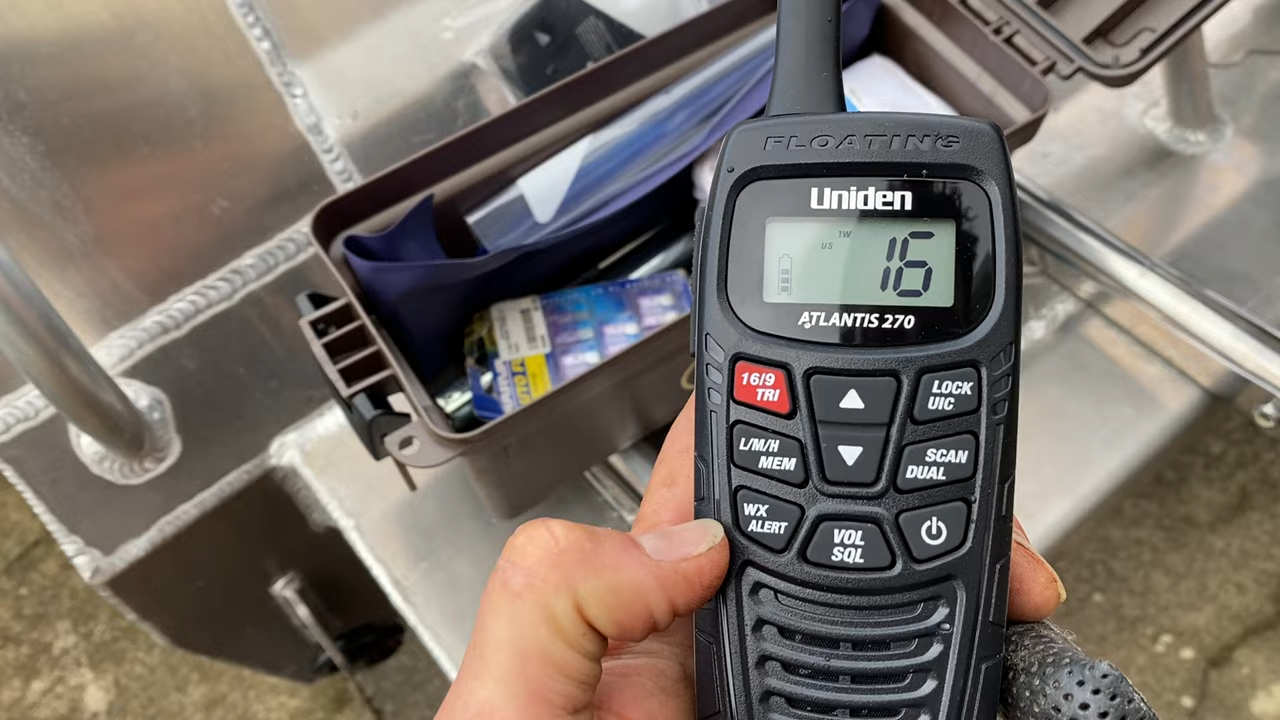 FLOATING
Uniden
1W
US
16
ATLANTIS 270
16/9
TRI
LOCK
UIC
L/M/H
MEM
SCAN
DUAL
WX
ALERT
VOL
SQL